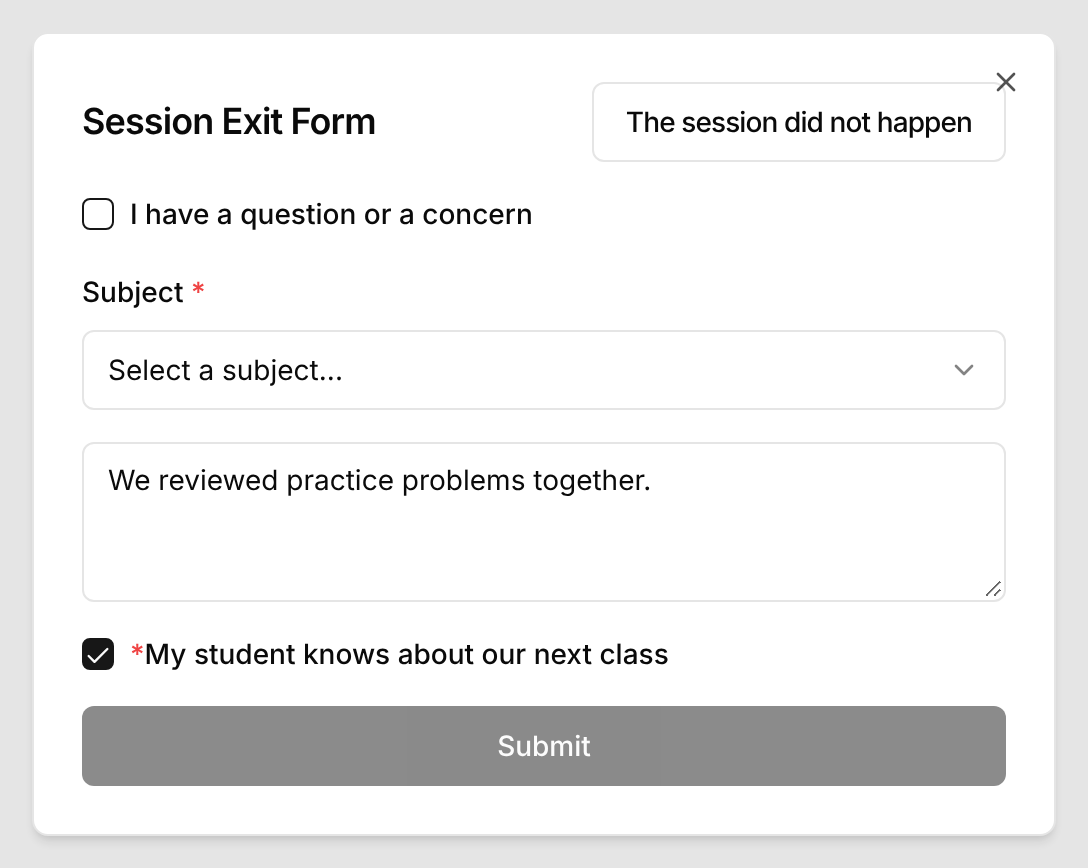 Session Exit Form
The session did not happen
I have a question or a concern
Subject *
Select a subject...
We reviewed practice problems together.
*My student knows about our next class
Submit